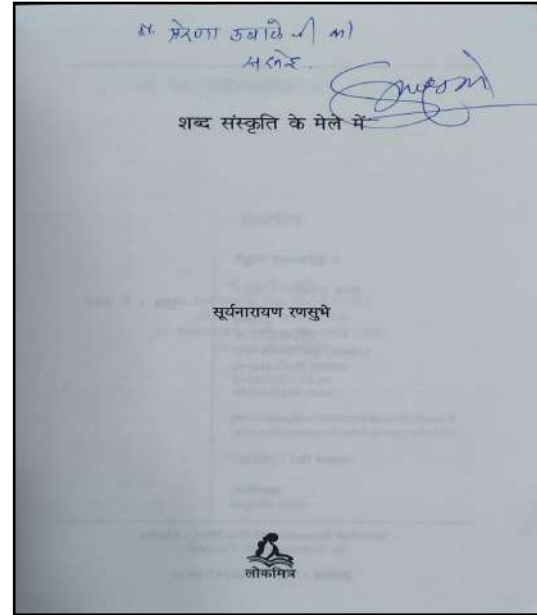 डॉ. प्रेरणा उबाळे जी को
सस्नेह.
शब्द संस्कृति के मेले में
सूर्यनारायण रणसुभे
लोकमित्र